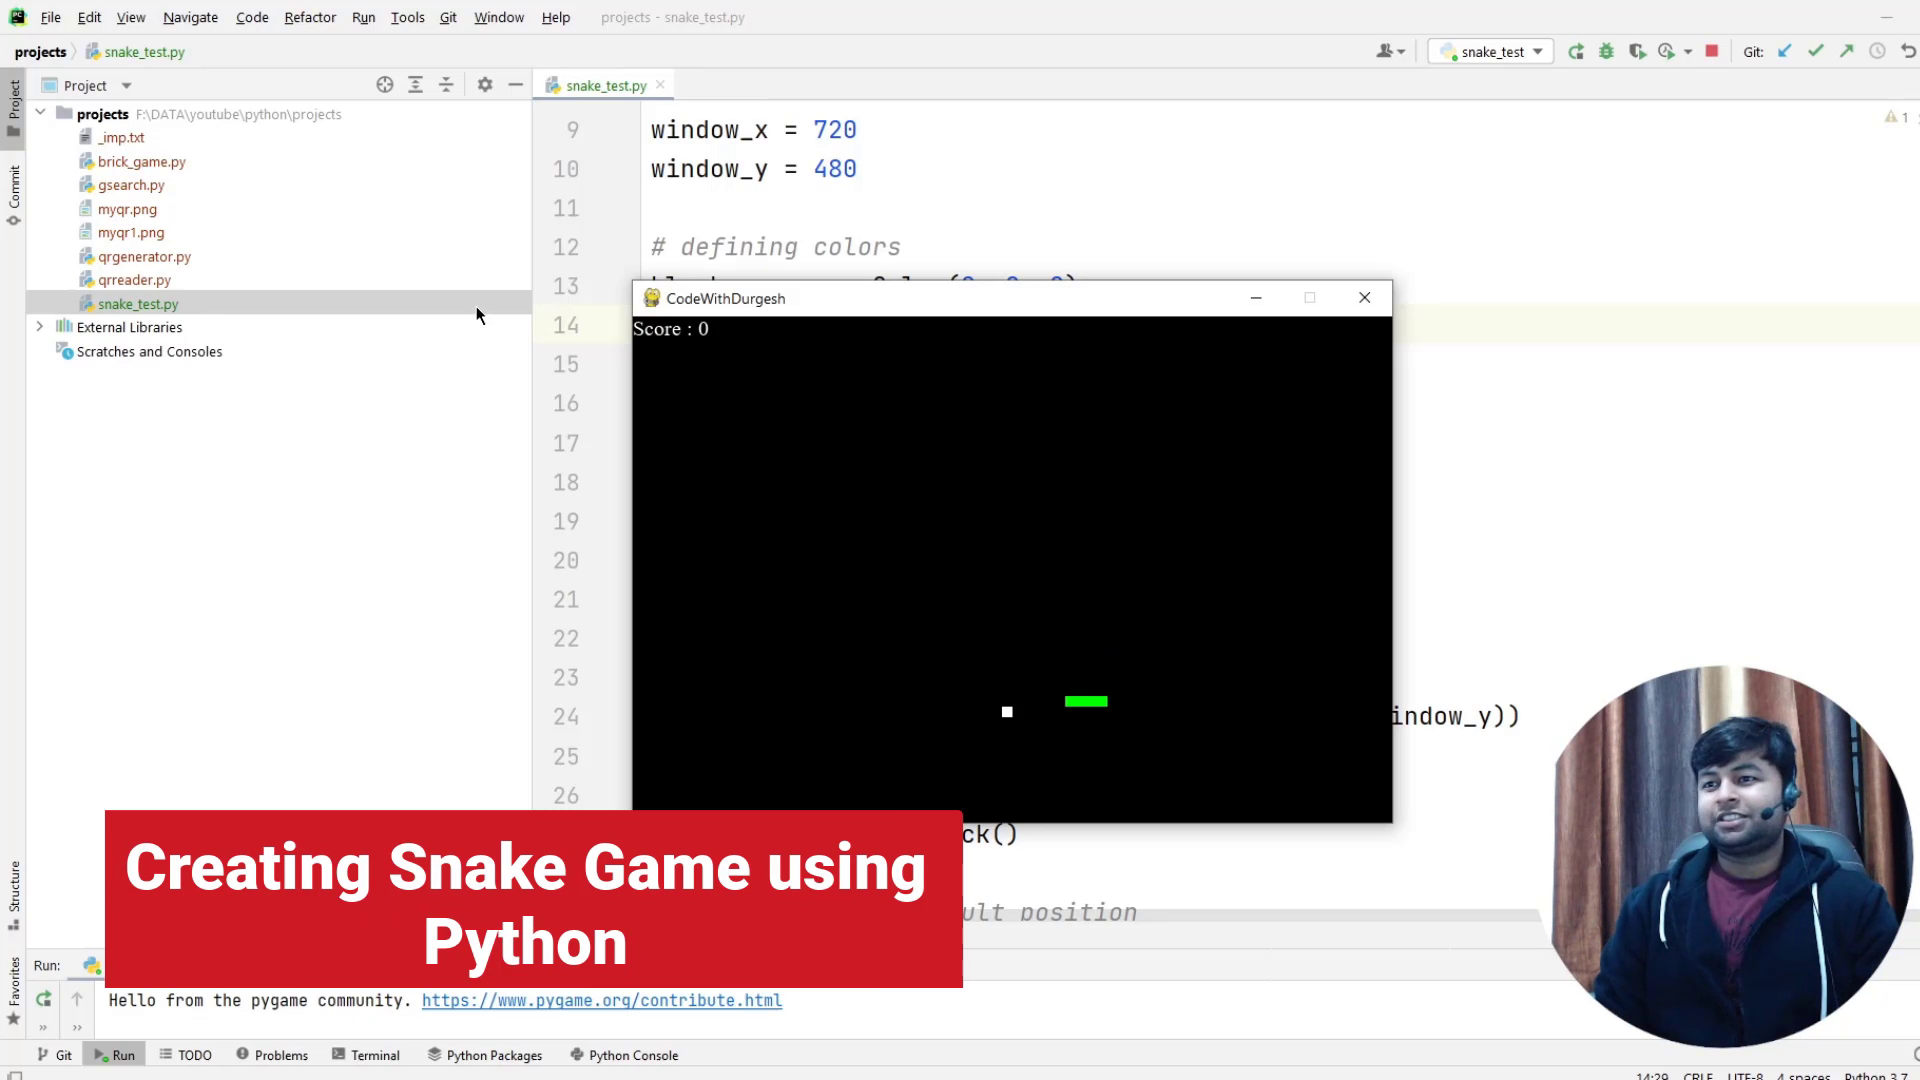 File Edit View Navigate Code Refactor Run Tools Git Window Help projects - snake_test.py
projects snake_test.py snake_test Git:
Project snake_test.py
projects F:\DATA\youtube\python\projects
_imp.txt
brick_game.py
gsearch.py
myqr.png
myqr1.png
qrgenerator.py
qrreader.py
snake_test.py
External Libraries
Scratches and Consoles
Project
Commit
Structure
Favorites
1
9 window_x = 720
10 window_y = 480
11
12 # defining colors
13
14
15
16
17
18
19
20
21
22
23
24 indow_y))
25
26
ck()
ult position
CodeWithDurgesh
Score : 0
Creating Snake Game using
Python
Run:
Hello from the pygame community. https://www.pygame.org/contribute.html
Git Run TODO Problems Terminal Python Packages Python Console
14:29 CRLF UTF-8 4 spaces Python 3.7